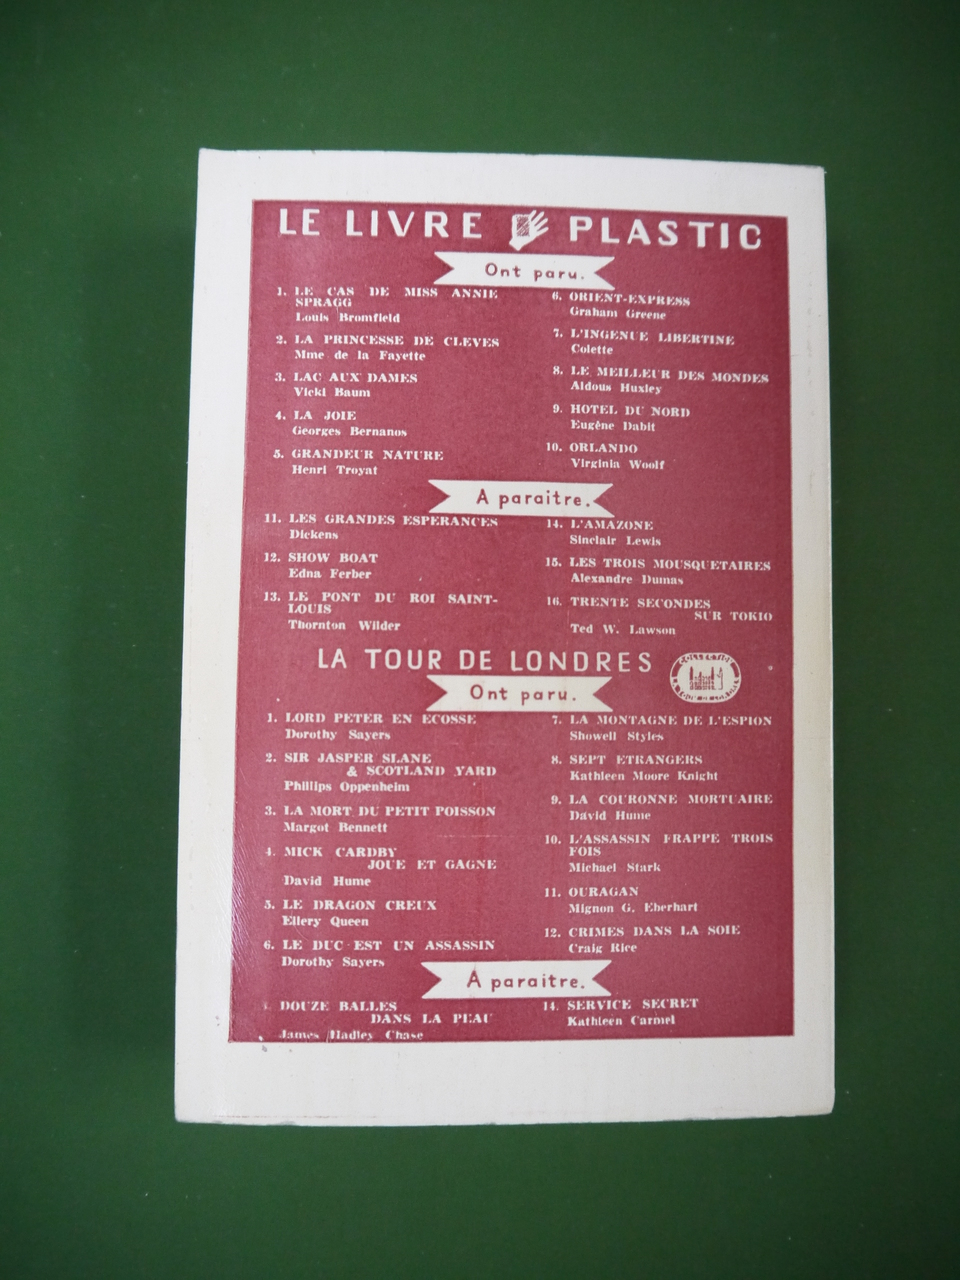 LE LIVRE PLASTIC
Ont paru.
1. LE CAS DE MISS ANNIE
SPRAGG
Louis Bromfield
2. LA PRINCESSE DE CLEVES
Mme de la Fayette
3. LAC AUX DAMES
Vicki Baum
4. LA JOIE
Georges Bernanos
5. GRANDEUR NATURE
Henri Troyat
6. ORIENT-EXPRESS
Graham Greene
7. L'INGENUE LIBERTINE
Colette
8. LE MEILLEUR DES MONDES
Aldous Huxley
9. HOTEL DU NORD
Eugène Dabit
10. ORLANDO
Virginia Woolf
A paraitre.
11. LES GRANDES ESPERANCES
Dickens
12. SHOW BOAT
Edna Ferber
13. LE PONT DU ROI SAINT-
LOUIS
Thornton Wilder
14. L'AMAZONE
Sinclair Lewis
15. LES TROIS MOUSQUETAIRES
Alexandre Dumas
16. TRENTE SECONDES
SUR TOKIO
Ted W. Lawson
LA TOUR DE LONDRES
COLLECTION
LA TOUR DE LONDRES
Ont paru.
1. LORD PETER EN ECOSSE
Dorothy Sayers
2. SIR JASPER SLANE
& SCOTLAND YARD
Phillips Oppenheim
3. LA MORT DU PETIT POISSON
Margot Bennett
4. MICK CARDBY
JOUE ET GAGNE
David Hume
5. LE DRAGON CREUX
Ellery Queen
6. LE DUC EST UN ASSASSIN
Dorothy Sayers
7. LA MONTAGNE DE L'ESPION
Showell Styles
8. SEPT ETRANGERS
Kathleen Moore Knight
9. LA COURONNE MORTUAIRE
David Hume
10. L'ASSASSIN FRAPPE TROIS
FOIS
Michael Stark
11. OURAGAN
Mignon G. Eberhart
12. CRIMES DANS LA SOIE
Craig Rice
A paraitre.
DOUZE BALLES
DANS LA PEAU
James Hadley Chase
14. SERVICE SECRET
Kathleen Carmel